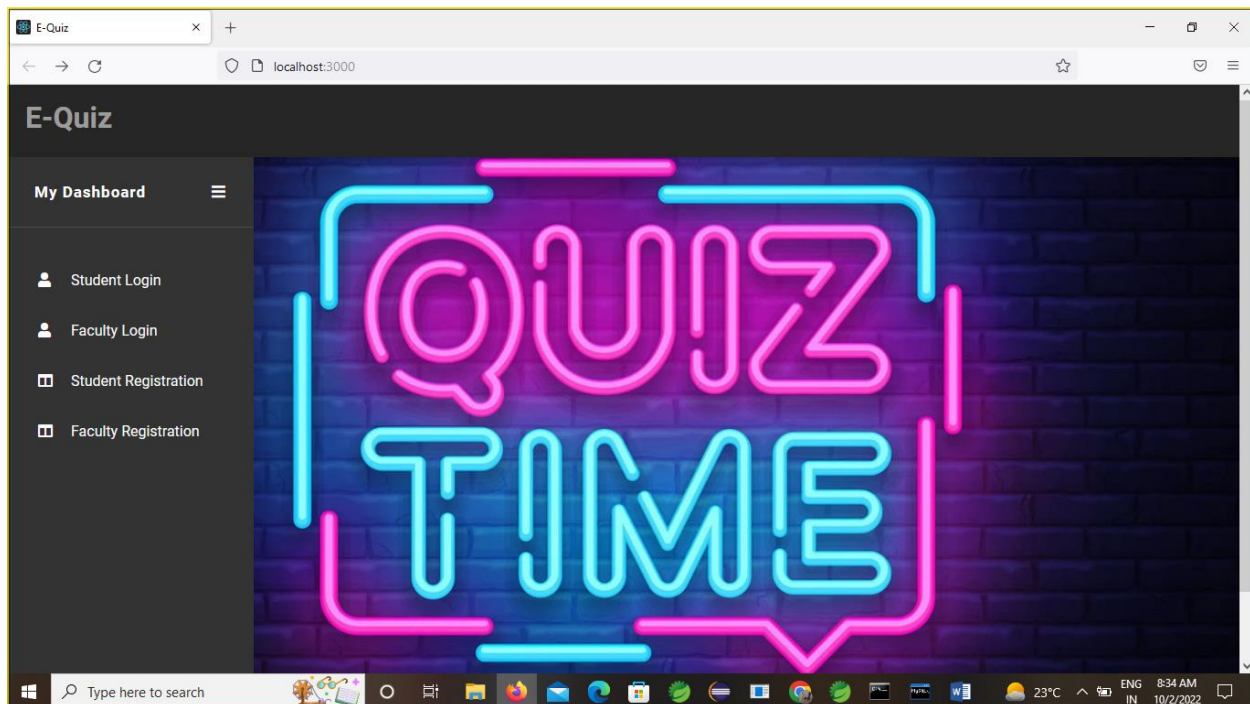 E-Quiz
localhost:3000
E-Quiz
My Dashboard
Student Login
Faculty Login
Student Registration
Faculty Registration
QUIZ
TIME
Type here to search
23°C
ENG
IN
8:34 AM
10/2/2022